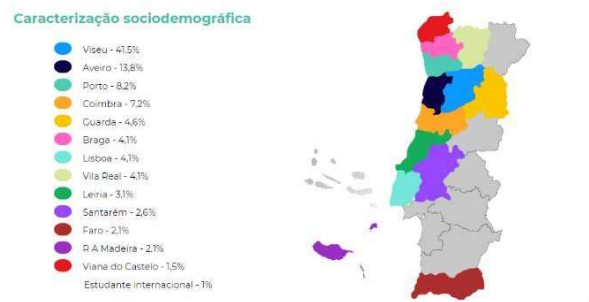 Caracterização sociodemográfica
Viseu - 41,5%
Aveiro - 13,8%
Porto - 8,2%
Coimbra - 7,2%
Guarda - 4,6%
Braga - 4,1%
Lisboa - 4,1%
Vila Real - 4,1%
Leiria - 3,1%
Santarém - 2,6%
Faro - 2,1%
R A Madeira - 2,1%
Viana do Castelo - 1,5%
Estudante internacional - 1%